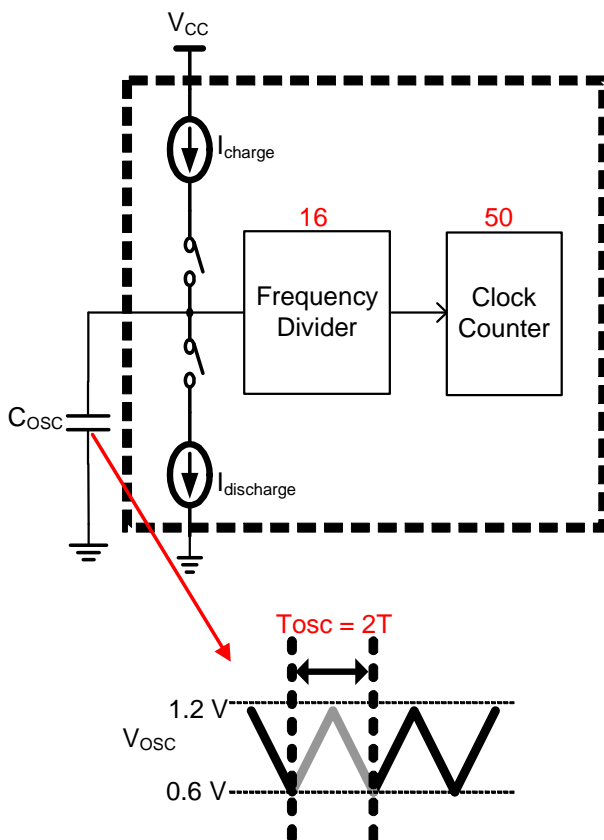 VCC
Icharge
16
50
Frequency
Divider
Clock
Counter
COSC
Idischarge
Tosc = 2T
1.2 V
VOSC
0.6 V